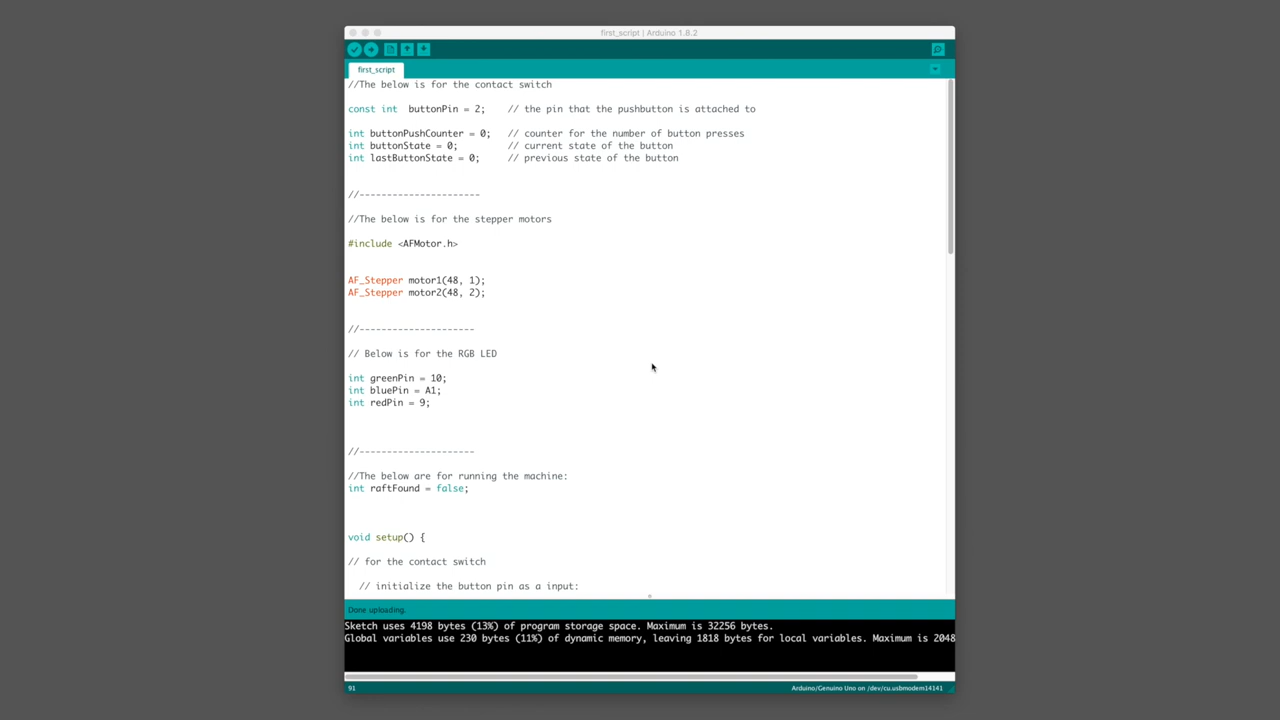 first_script | Arduino 1.8.2
first_script
//The below is for the contact switch
const int  buttonPin = 2;    // the pin that the pushbutton is attached to
int buttonPushCounter = 0;   // counter for the number of button presses
int buttonState = 0;         // current state of the button
int lastButtonState = 0;     // previous state of the button
//----------------------
//The below is for the stepper motors
#include <AFMotor.h>
AF_Stepper motor1(48, 1);
AF_Stepper motor2(48, 2);
//---------------------
// Below is for the RGB LED
int greenPin = 10;
int bluePin = A1;
int redPin = 9;
//---------------------
//The below are for running the machine:
int raftFound = false;
void setup() {
// for the contact switch
  // initialize the button pin as a input:
Done uploading.
Sketch uses 4198 bytes (13%) of program storage space. Maximum is 32256 bytes.
Global variables use 230 bytes (11%) of dynamic memory, leaving 1818 bytes for local variables. Maximum is 2048
91
Arduino/Genuino Uno on /dev/cu.usbmodem14141